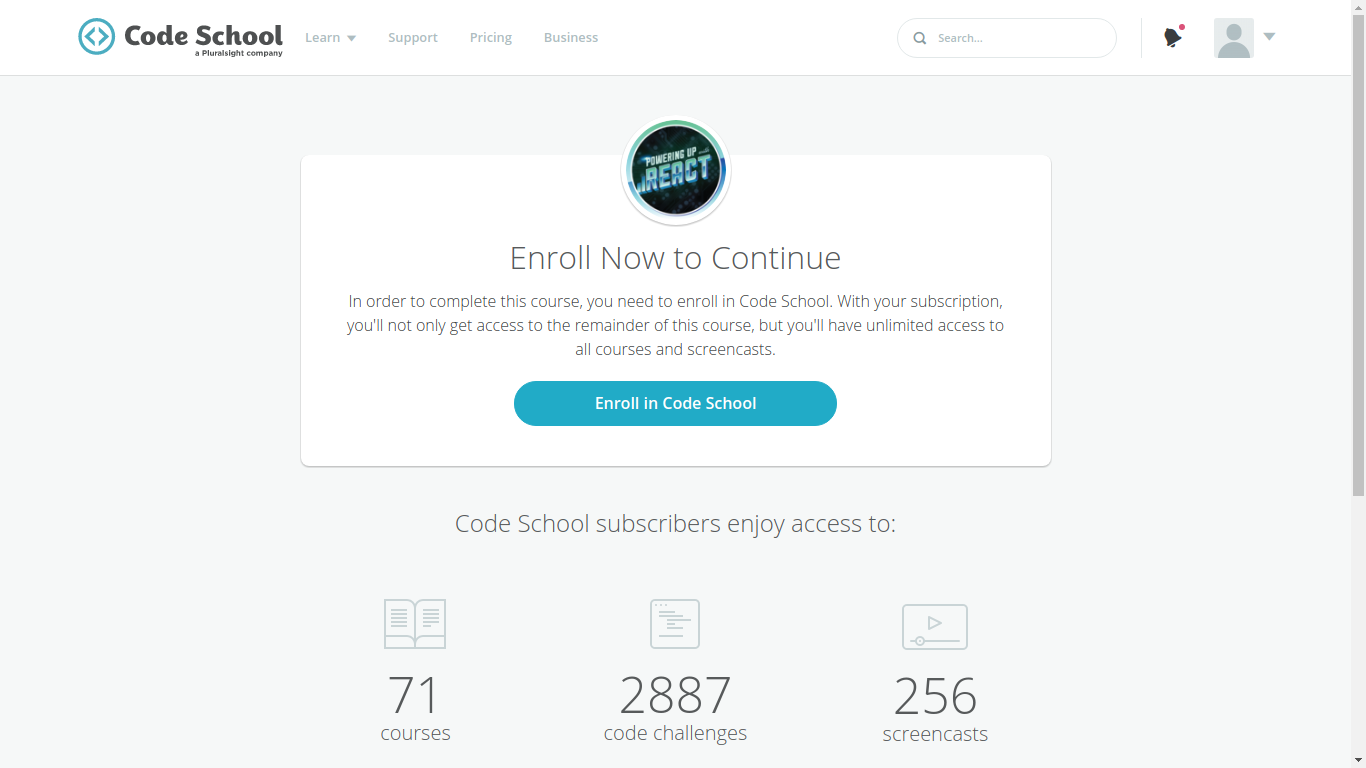 Code School
a Pluralsight company
Learn
Support
Pricing
Business
Search...
POWERING UP with
REACT
Enroll Now to Continue
In order to complete this course, you need to enroll in Code School. With your subscription,
you'll not only get access to the remainder of this course, but you'll have unlimited access to
all courses and screencasts.
Enroll in Code School
Code School subscribers enjoy access to:
71
2887
256
courses
code challenges
screencasts